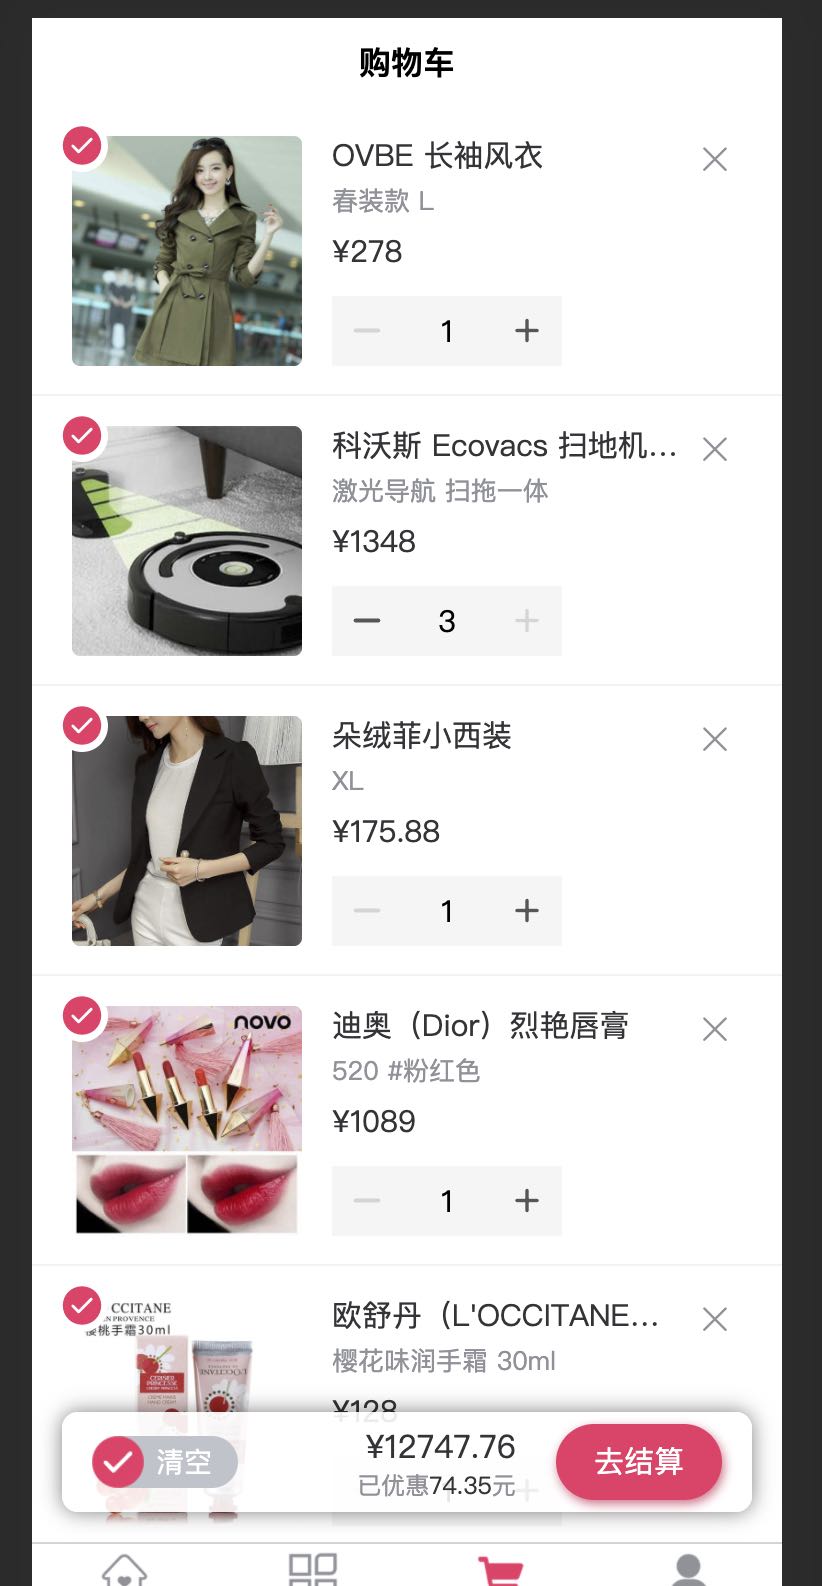 购物车
OVBE 长袖风衣
春装款 L
¥278
1
科沃斯 Ecovacs 扫地机...
激光导航 扫拖一体
¥1348
3
朵绒菲小西装
XL
¥175.88
1
novo
迪奥（Dior）烈艳唇膏
520 #粉红色
¥1089
1
CCITANE
N PROVENCE
樱桃手霜30ml
欧舒丹（L'OCCITANE...
樱花味润手霜 30ml
¥128
清空
¥12747.76
已优惠74.35元
去结算